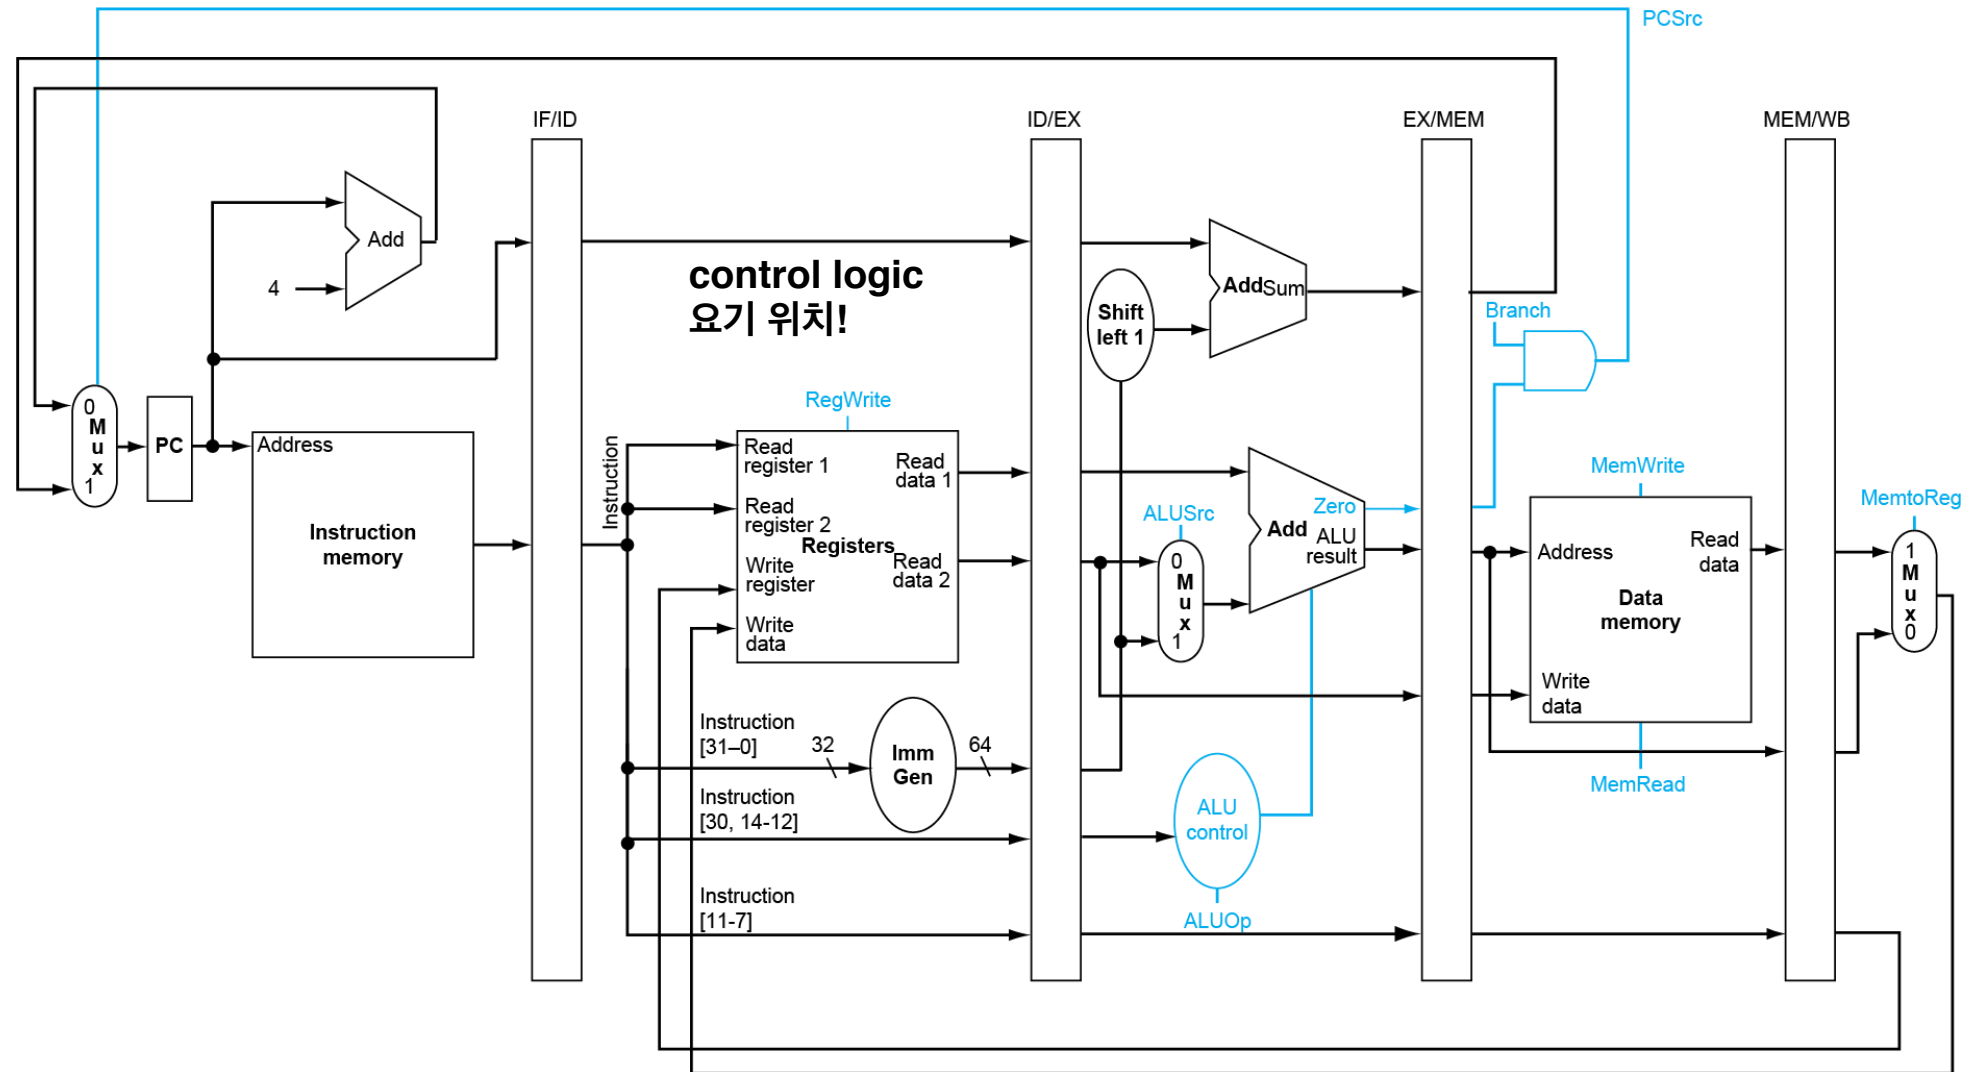 PCSrc
IF/ID
ID/EX
EX/MEM
MEM/WB
Add
4
control logic
요기 위치!
Shift
left 1
AddSum
Branch
0
M
u
x
1
PC
Address
Instruction
memory
Instruction
RegWrite
Read
register 1
Read
register 2
Write
register
Write
data
Registers
Read
data 1
Read
data 2
ALUSrc
0
M
u
x
1
Zero
Add
ALU
result
MemWrite
Address
Read
data
Data
memory
Write
data
MemRead
MemtoReg
1
M
u
x
0
Instruction
[31–0]
32
Imm
Gen
64
Instruction
[30, 14-12]
ALU
control
Instruction
[11-7]
ALUOp